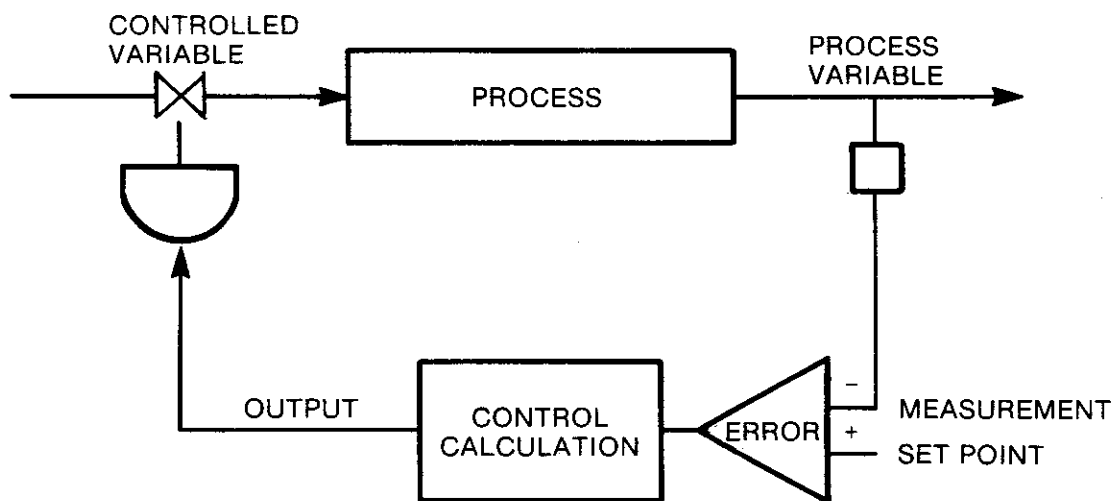 CONTROLLED
VARIABLE
PROCESS
PROCESS
VARIABLE
−
MEASUREMENT
+
SET POINT
ERROR
CONTROL
CALCULATION
OUTPUT